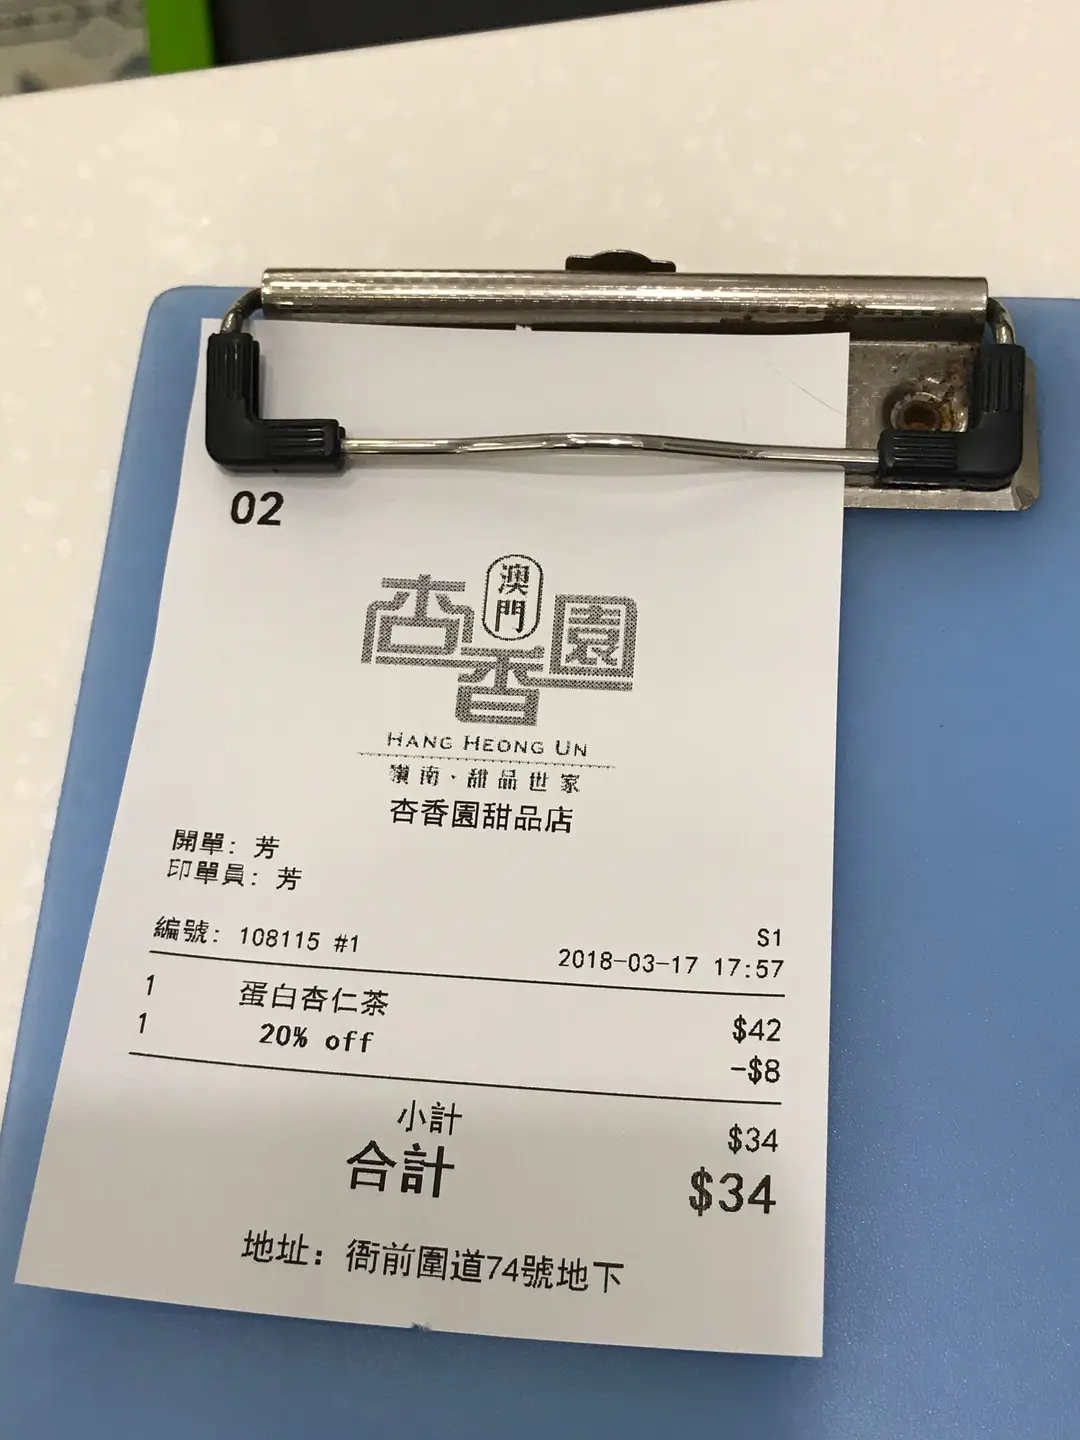 02
澳門
杏香園
HANG HEONG UN
嶺南·甜品世家
杏香園甜品店
開單: 芳
印單員: 芳
S1
編號: 108115 #1 2018-03-17 17:57
1 蛋白杏仁茶 $42
1 20% off -$8
小計 $34
合計 $34
地址: 衙前圍道74號地下